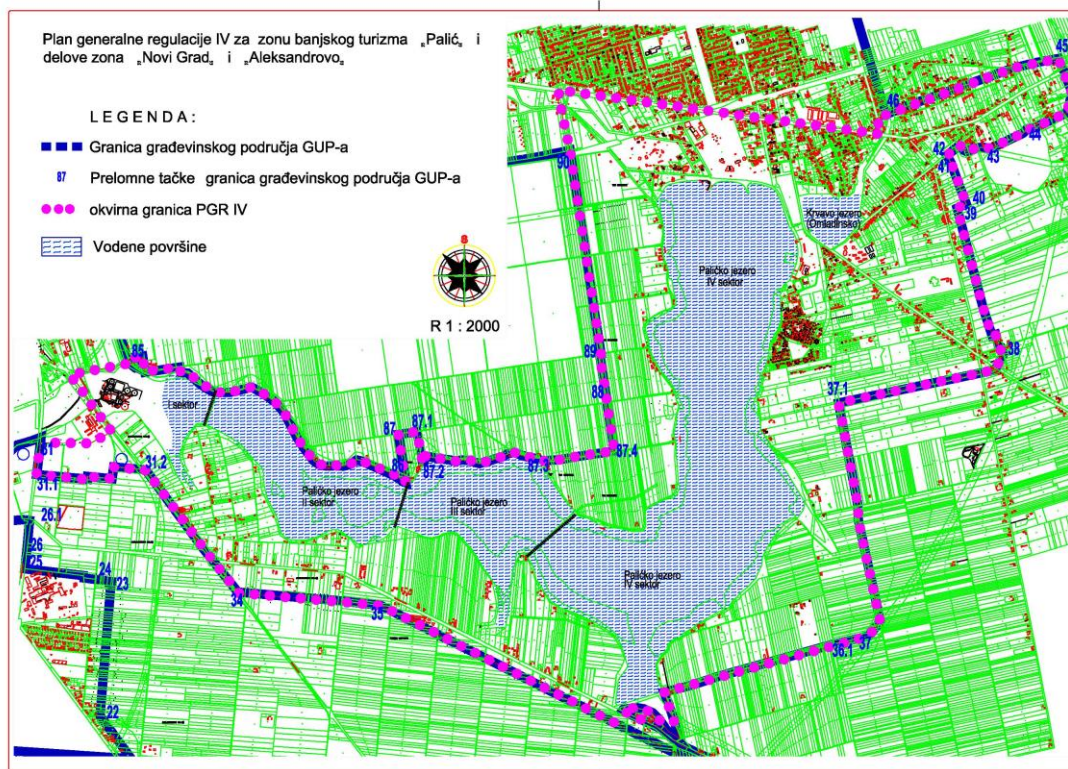 Plan generalne regulacije IV za zonu banjskog turizma „Palić„ i
delove zona „Novi Grad„ i „Aleksandrovo„
L E G E N D A :
Granica građevinskog područja GUP-a
87 Prelomne tačke granica građevinskog područja GUP-a
okvirna granica PGR IV
Vodene površine
S
R 1 : 2000
45
46
44
43
42
41
40
39
90
Krvavo jezero
(Omladinsko)
Paličko jezero
IV sektor
38
89
88
37.1
85
I sektor
87
87.1
86
87.2
87.3
87.4
31.2
31.1
Paličko jezero
II sektor
Paličko jezero
III sektor
26.1
26
25
24
23
Paličko jezero
IV sektor
34
35
36.1
37
22